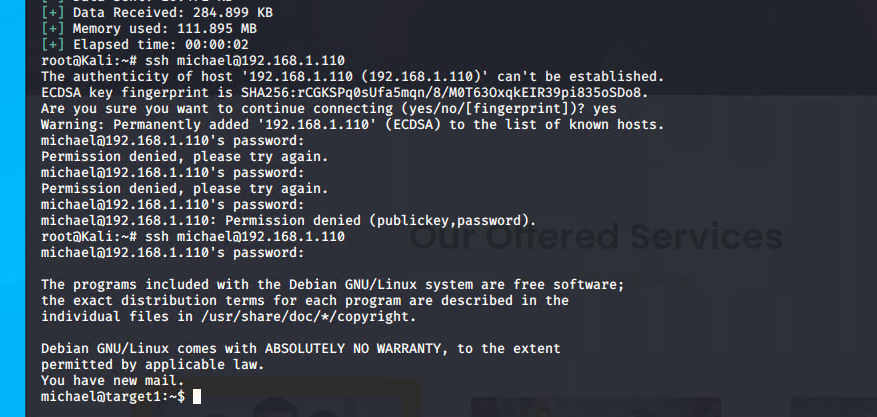 [+] Data Received: 284.899 KB
[+] Memory used: 111.895 MB
[+] Elapsed time: 00:00:02
root@Kali:~# ssh michael@192.168.1.110
The authenticity of host '192.168.1.110 (192.168.1.110)' can't be established.
ECDSA key fingerprint is SHA256:rCGKSPq0sUfa5mqn/8/M0T63OxqkEIR39pi835oSDo8.
Are you sure you want to continue connecting (yes/no/[fingerprint])? yes
Warning: Permanently added '192.168.1.110' (ECDSA) to the list of known hosts.
michael@192.168.1.110's password:
Permission denied, please try again.
michael@192.168.1.110's password:
Permission denied, please try again.
michael@192.168.1.110's password:
michael@192.168.1.110: Permission denied (publickey,password).
root@Kali:~# ssh michael@192.168.1.110
michael@192.168.1.110's password:
Our Offered Services
The programs included with the Debian GNU/Linux system are free software;
the exact distribution terms for each program are described in the
individual files in /usr/share/doc/*/copyright.
Debian GNU/Linux comes with ABSOLUTELY NO WARRANTY, to the extent
permitted by applicable law.
You have new mail.
michael@target1:~$